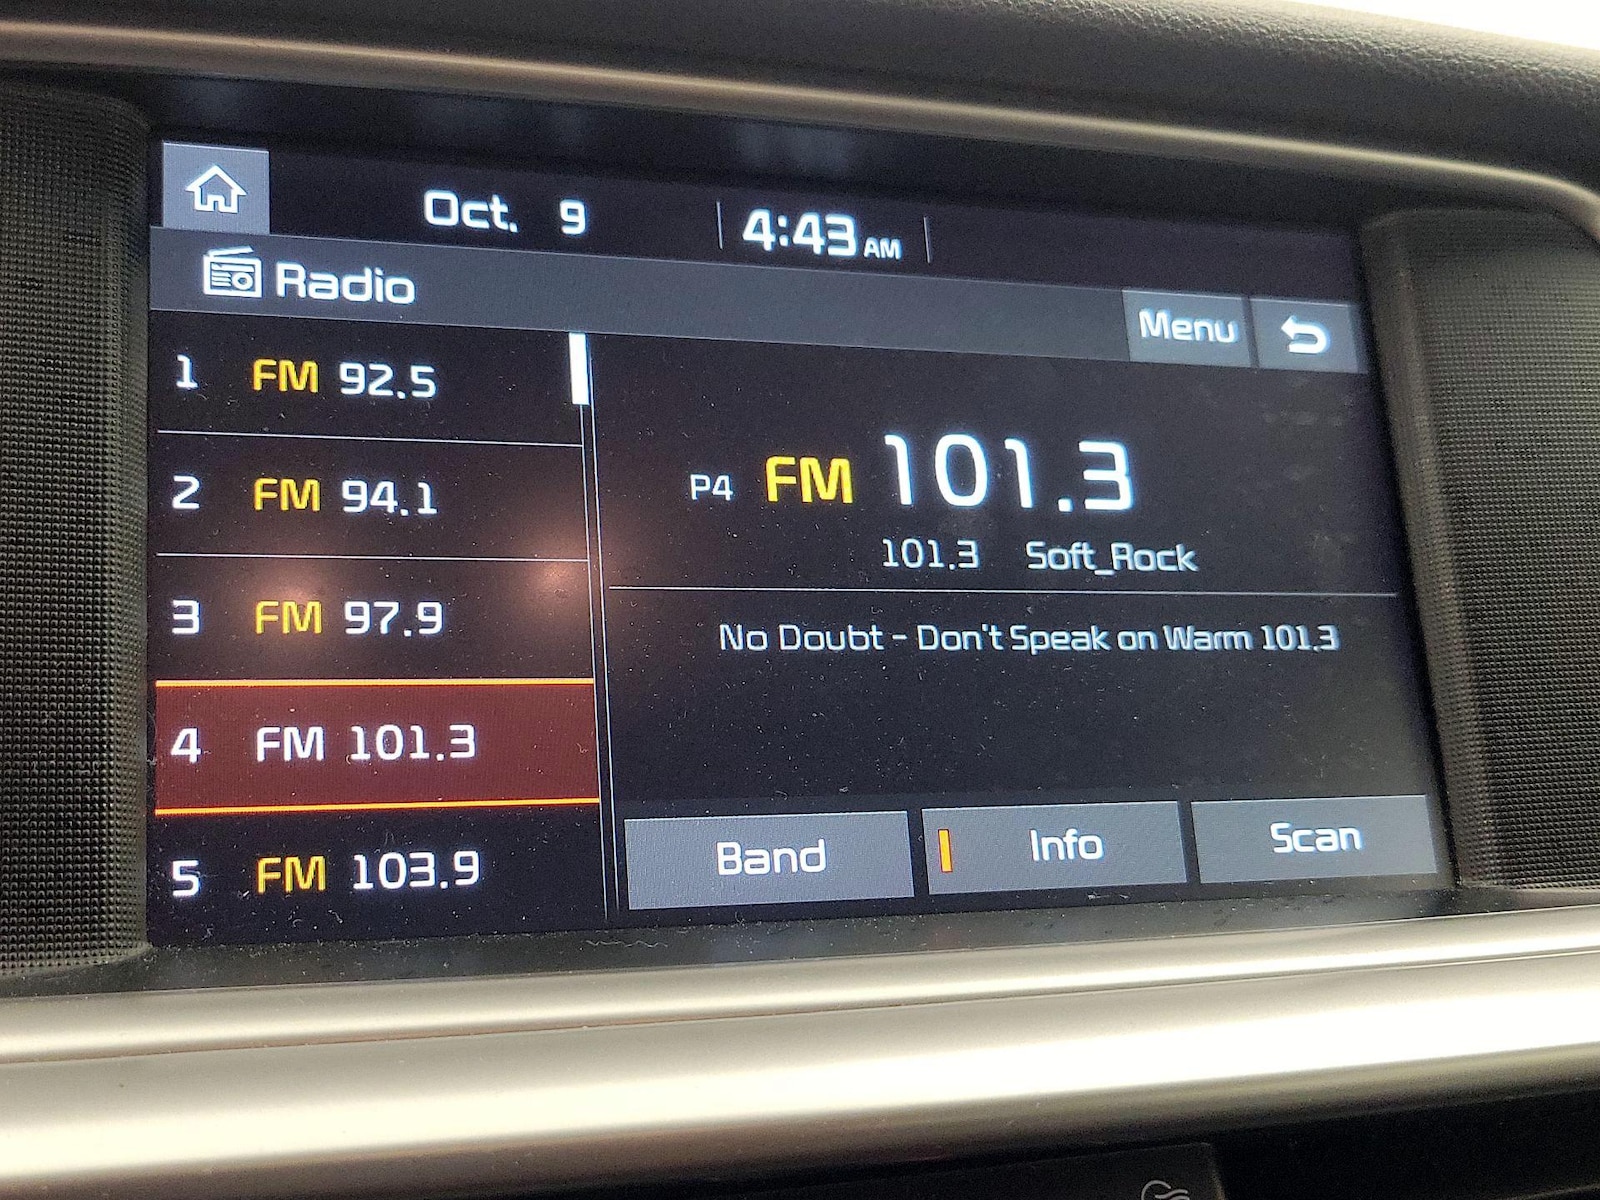 Oct. 9 4:43 AM
Radio
Menu
1 FM 92.5
2 FM 94.1
3 FM 97.9
4 FM 101.3
5 FM 103.9
P4 FM 101.3
101.3 Soft_Rock
No Doubt - Don't Speak on Warm 101.3
Band Info Scan